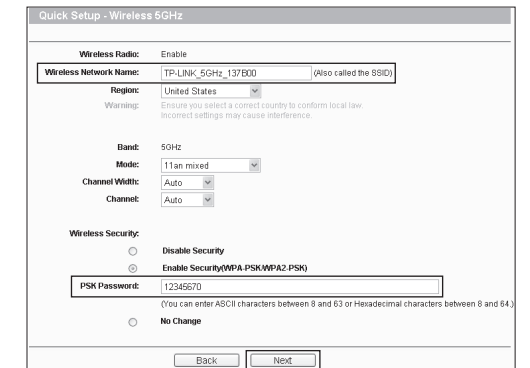 Quick Setup - Wireless 5GHz
Wireless Radio: Enable
Wireless Network Name: TP-LINK_5GHz_137B00 (Also called the SSID)
Region: United States
Warning: Ensure you select a correct country to conform local law.
Incorrect settings may cause interference.
Band: 5GHz
Mode: 11an mixed
Channel Width: Auto
Channel: Auto
Wireless Security:
Disable Security
Enable Security(WPA-PSK/WPA2-PSK)
PSK Password: 12345670
(You can enter ASCII characters between 8 and 63 or Hexadecimal characters between 8 and 64.)
No Change
Back Next